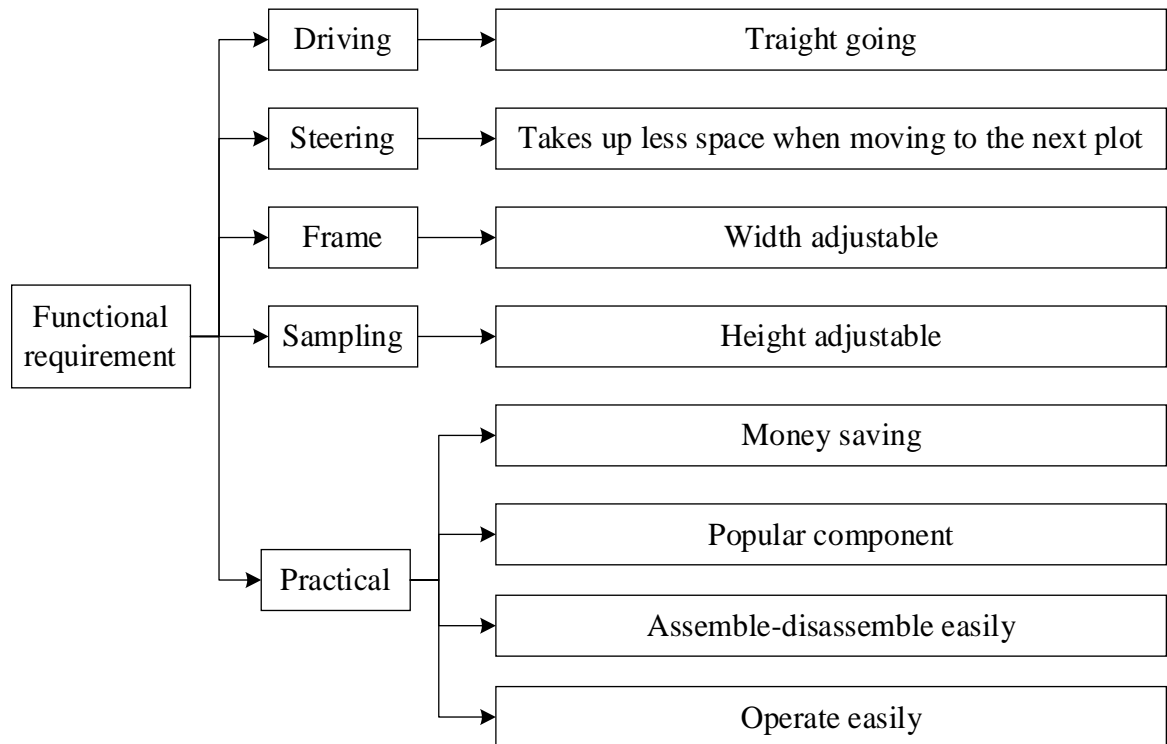 Driving
Traight going
Steering
Takes up less space when moving to the next plot
Frame
Width adjustable
Functional
requirement
Sampling
Height adjustable
Money saving
Popular component
Practical
Assemble-disassemble easily
Operate easily